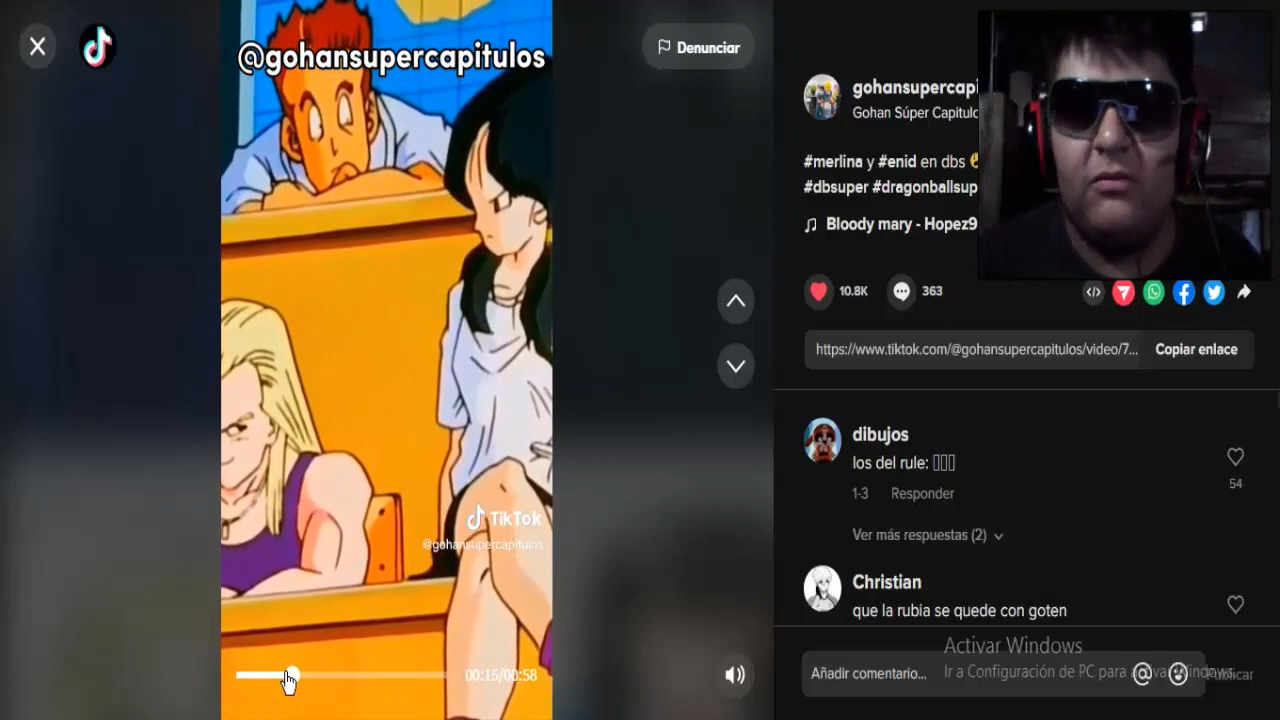 @gohansupercapitulos
Denunciar
gohansupercapi
Gohan Súper Capitulo
#merlina y #enid en dbs
#dbsuper #dragonballsup
Bloody mary - Hopez9
10.8K
363
https://www.tiktok.com/@gohansupercapitulos/video/7...
Copiar enlace
dibujos
los del rule:
54
1-3 Responder
Ver más respuestas (2)
Christian
que la rubia se quede con goten
TikTok
@gohansupercapitulos
00:15/00:58
Activar Windows
Ir a Configuración de PC para activar Windows.
Añadir comentario...
Publicar